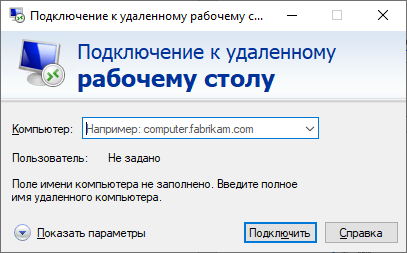 Подключение к удаленному рабочему с...
Подключение к удаленному
рабочему столу
Компьютер:
Например: computer.fabrikam.com
Пользователь: Не задано
Поле имени компьютера не заполнено. Введите полное
имя удаленного компьютера.
Показать параметры
Подключить
Справка